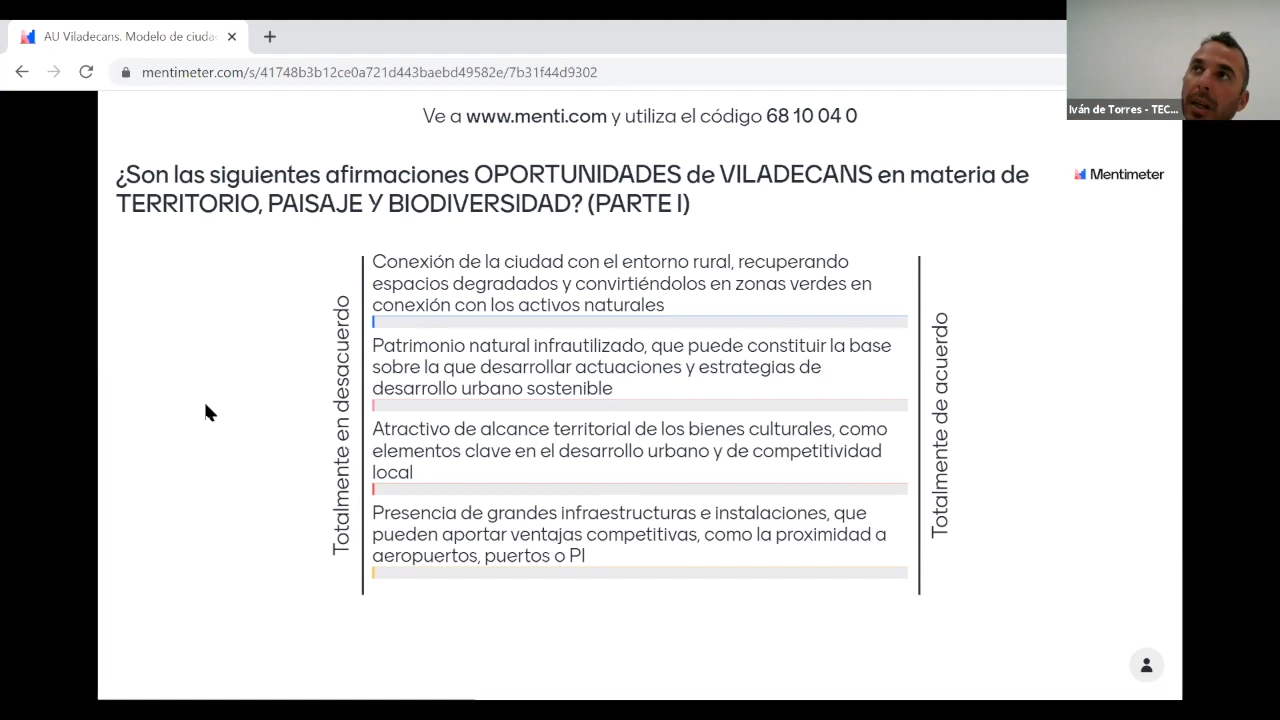 AU Viladecans. Modelo de ciuda
mentimeter.com/s/41748b3b12ce0a721d443baebd49582e/7b31f44d9302
Iván de Torres - TEC...
Ve a www.menti.com y utiliza el código 68 10 04 0
¿Son las siguientes afirmaciones OPORTUNIDADES de VILADECANS en materia de
TERRITORIO, PAISAJE Y BIODIVERSIDAD? (PARTE I)
Mentimeter
Totalmente en desacuerdo
Conexión de la ciudad con el entorno rural, recuperando
espacios degradados y convirtiéndolos en zonas verdes en
conexión con los activos naturales
Patrimonio natural infrautilizado, que puede constituir la base
sobre la que desarrollar actuaciones y estrategias de
desarrollo urbano sostenible
Atractivo de alcance territorial de los bienes culturales, como
elementos clave en el desarrollo urbano y de competitividad
local
Presencia de grandes infraestructuras e instalaciones, que
pueden aportar ventajas competitivas, como la proximidad a
aeropuertos, puertos o PI
Totalmente de acuerdo